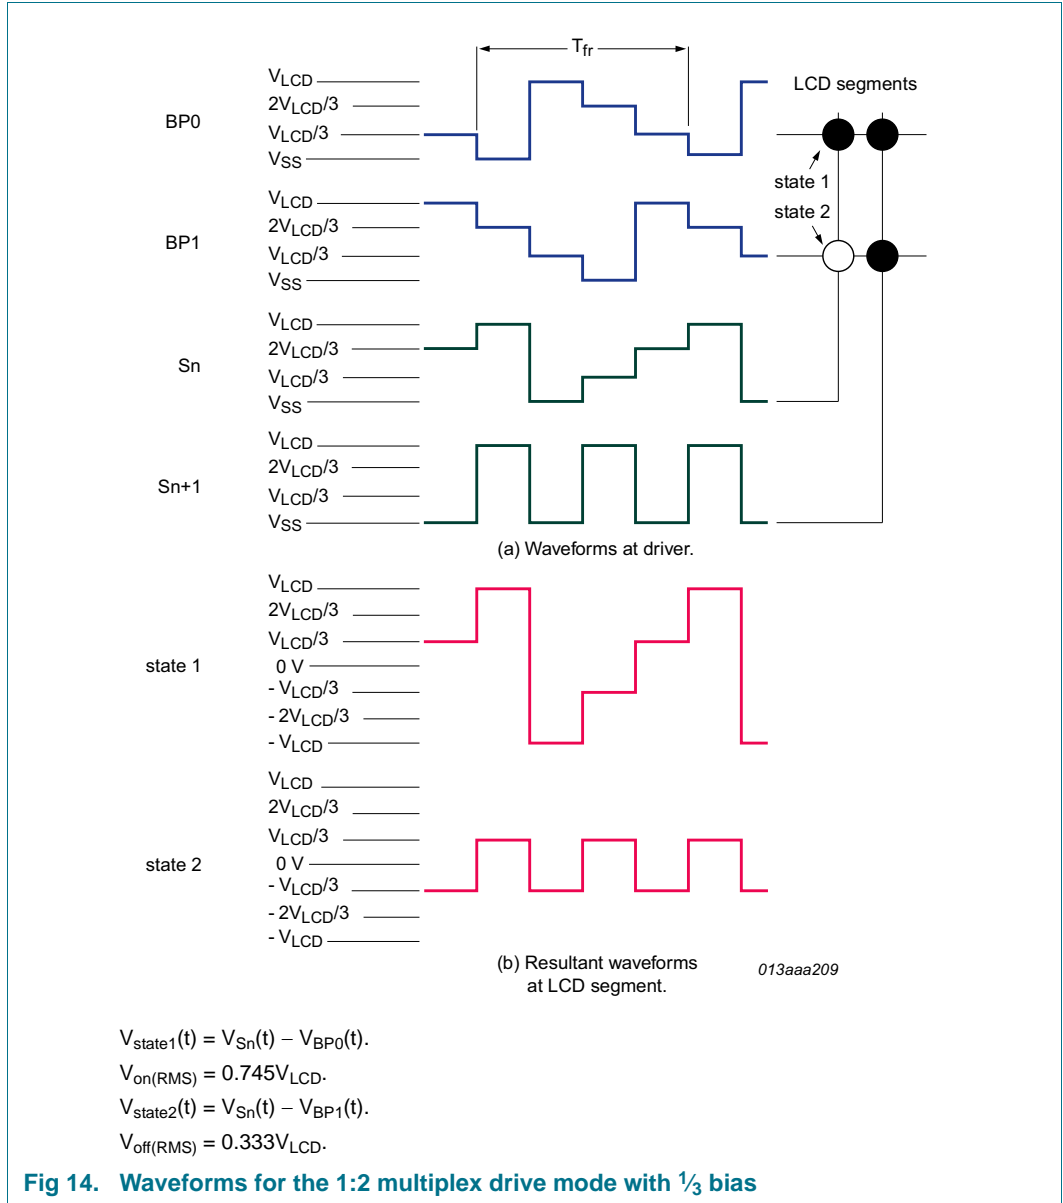 Tfr
VLCD
2VLCD/3
VLCD/3
VSS
BP0
LCD segments
state 1
state 2
VLCD
2VLCD/3
VLCD/3
VSS
BP1
VLCD
2VLCD/3
VLCD/3
VSS
Sn
VLCD
2VLCD/3
VLCD/3
VSS
Sn+1
(a) Waveforms at driver.
VLCD
2VLCD/3
VLCD/3
0 V
- VLCD/3
- 2VLCD/3
- VLCD
state 1
VLCD
2VLCD/3
VLCD/3
0 V
- VLCD/3
- 2VLCD/3
- VLCD
state 2
(b) Resultant waveforms
at LCD segment.
013aaa209
Vstate1(t) = VSn(t) − VBP0(t).
Von(RMS) = 0.745VLCD.
Vstate2(t) = VSn(t) − VBP1(t).
Voff(RMS) = 0.333VLCD.
Fig 14. Waveforms for the 1:2 multiplex drive mode with 1⁄3 bias